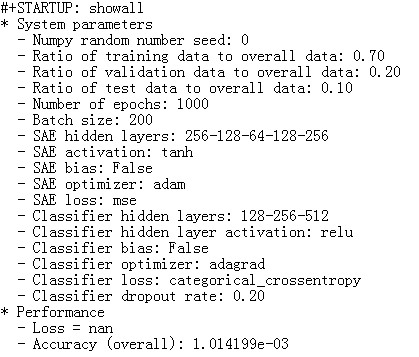 #+STARTUP: showall
* System parameters
  - Numpy random number seed: 0
  - Ratio of training data to overall data: 0.70
  - Ratio of validation data to overall data: 0.20
  - Ratio of test data to overall data: 0.10
  - Number of epochs: 1000
  - Batch size: 200
  - SAE hidden layers: 256-128-64-128-256
  - SAE activation: tanh
  - SAE bias: False
  - SAE optimizer: adam
  - SAE loss: mse
  - Classifier hidden layers: 128-256-512
  - Classifier hidden layer activation: relu
  - Classifier bias: False
  - Classifier optimizer: adagrad
  - Classifier loss: categorical_crossentropy
  - Classifier dropout rate: 0.20
* Performance
  - Loss = nan
  - Accuracy (overall): 1.014199e-03